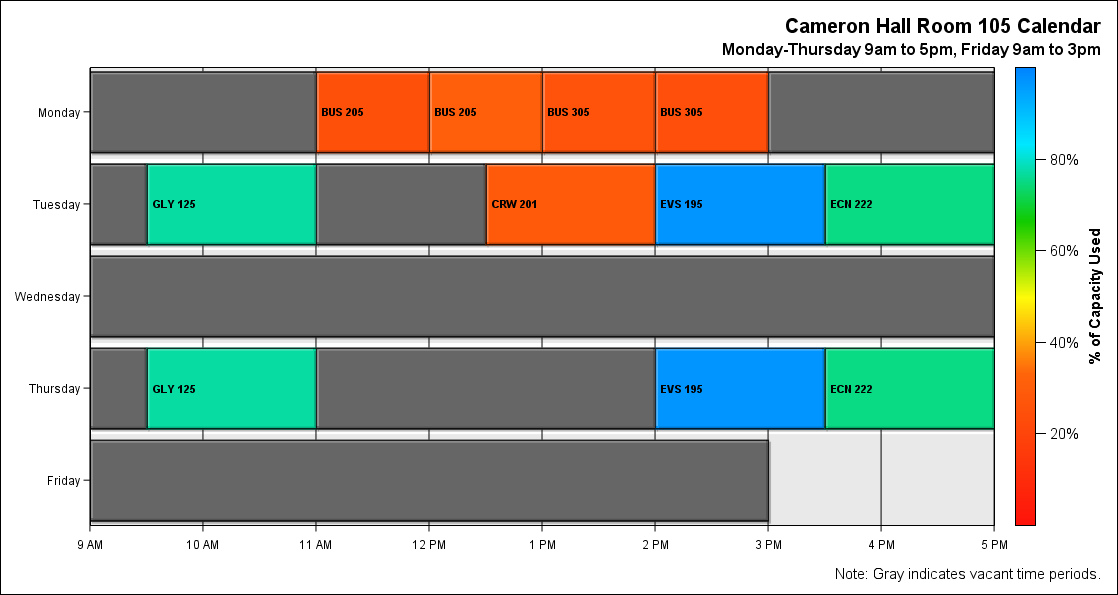 Cameron Hall Room 105 Calendar
Monday-Thursday 9am to 5pm, Friday 9am to 3pm
Monday
BUS 205
BUS 205
BUS 305
BUS 305
Tuesday
GLY 125
CRW 201
EVS 195
ECN 222
Wednesday
Thursday
GLY 125
EVS 195
ECN 222
Friday
9 AM
10 AM
11 AM
12 PM
1 PM
2 PM
3 PM
4 PM
5 PM
80%
60%
40%
20%
% of Capacity Used
Note: Gray indicates vacant time periods.